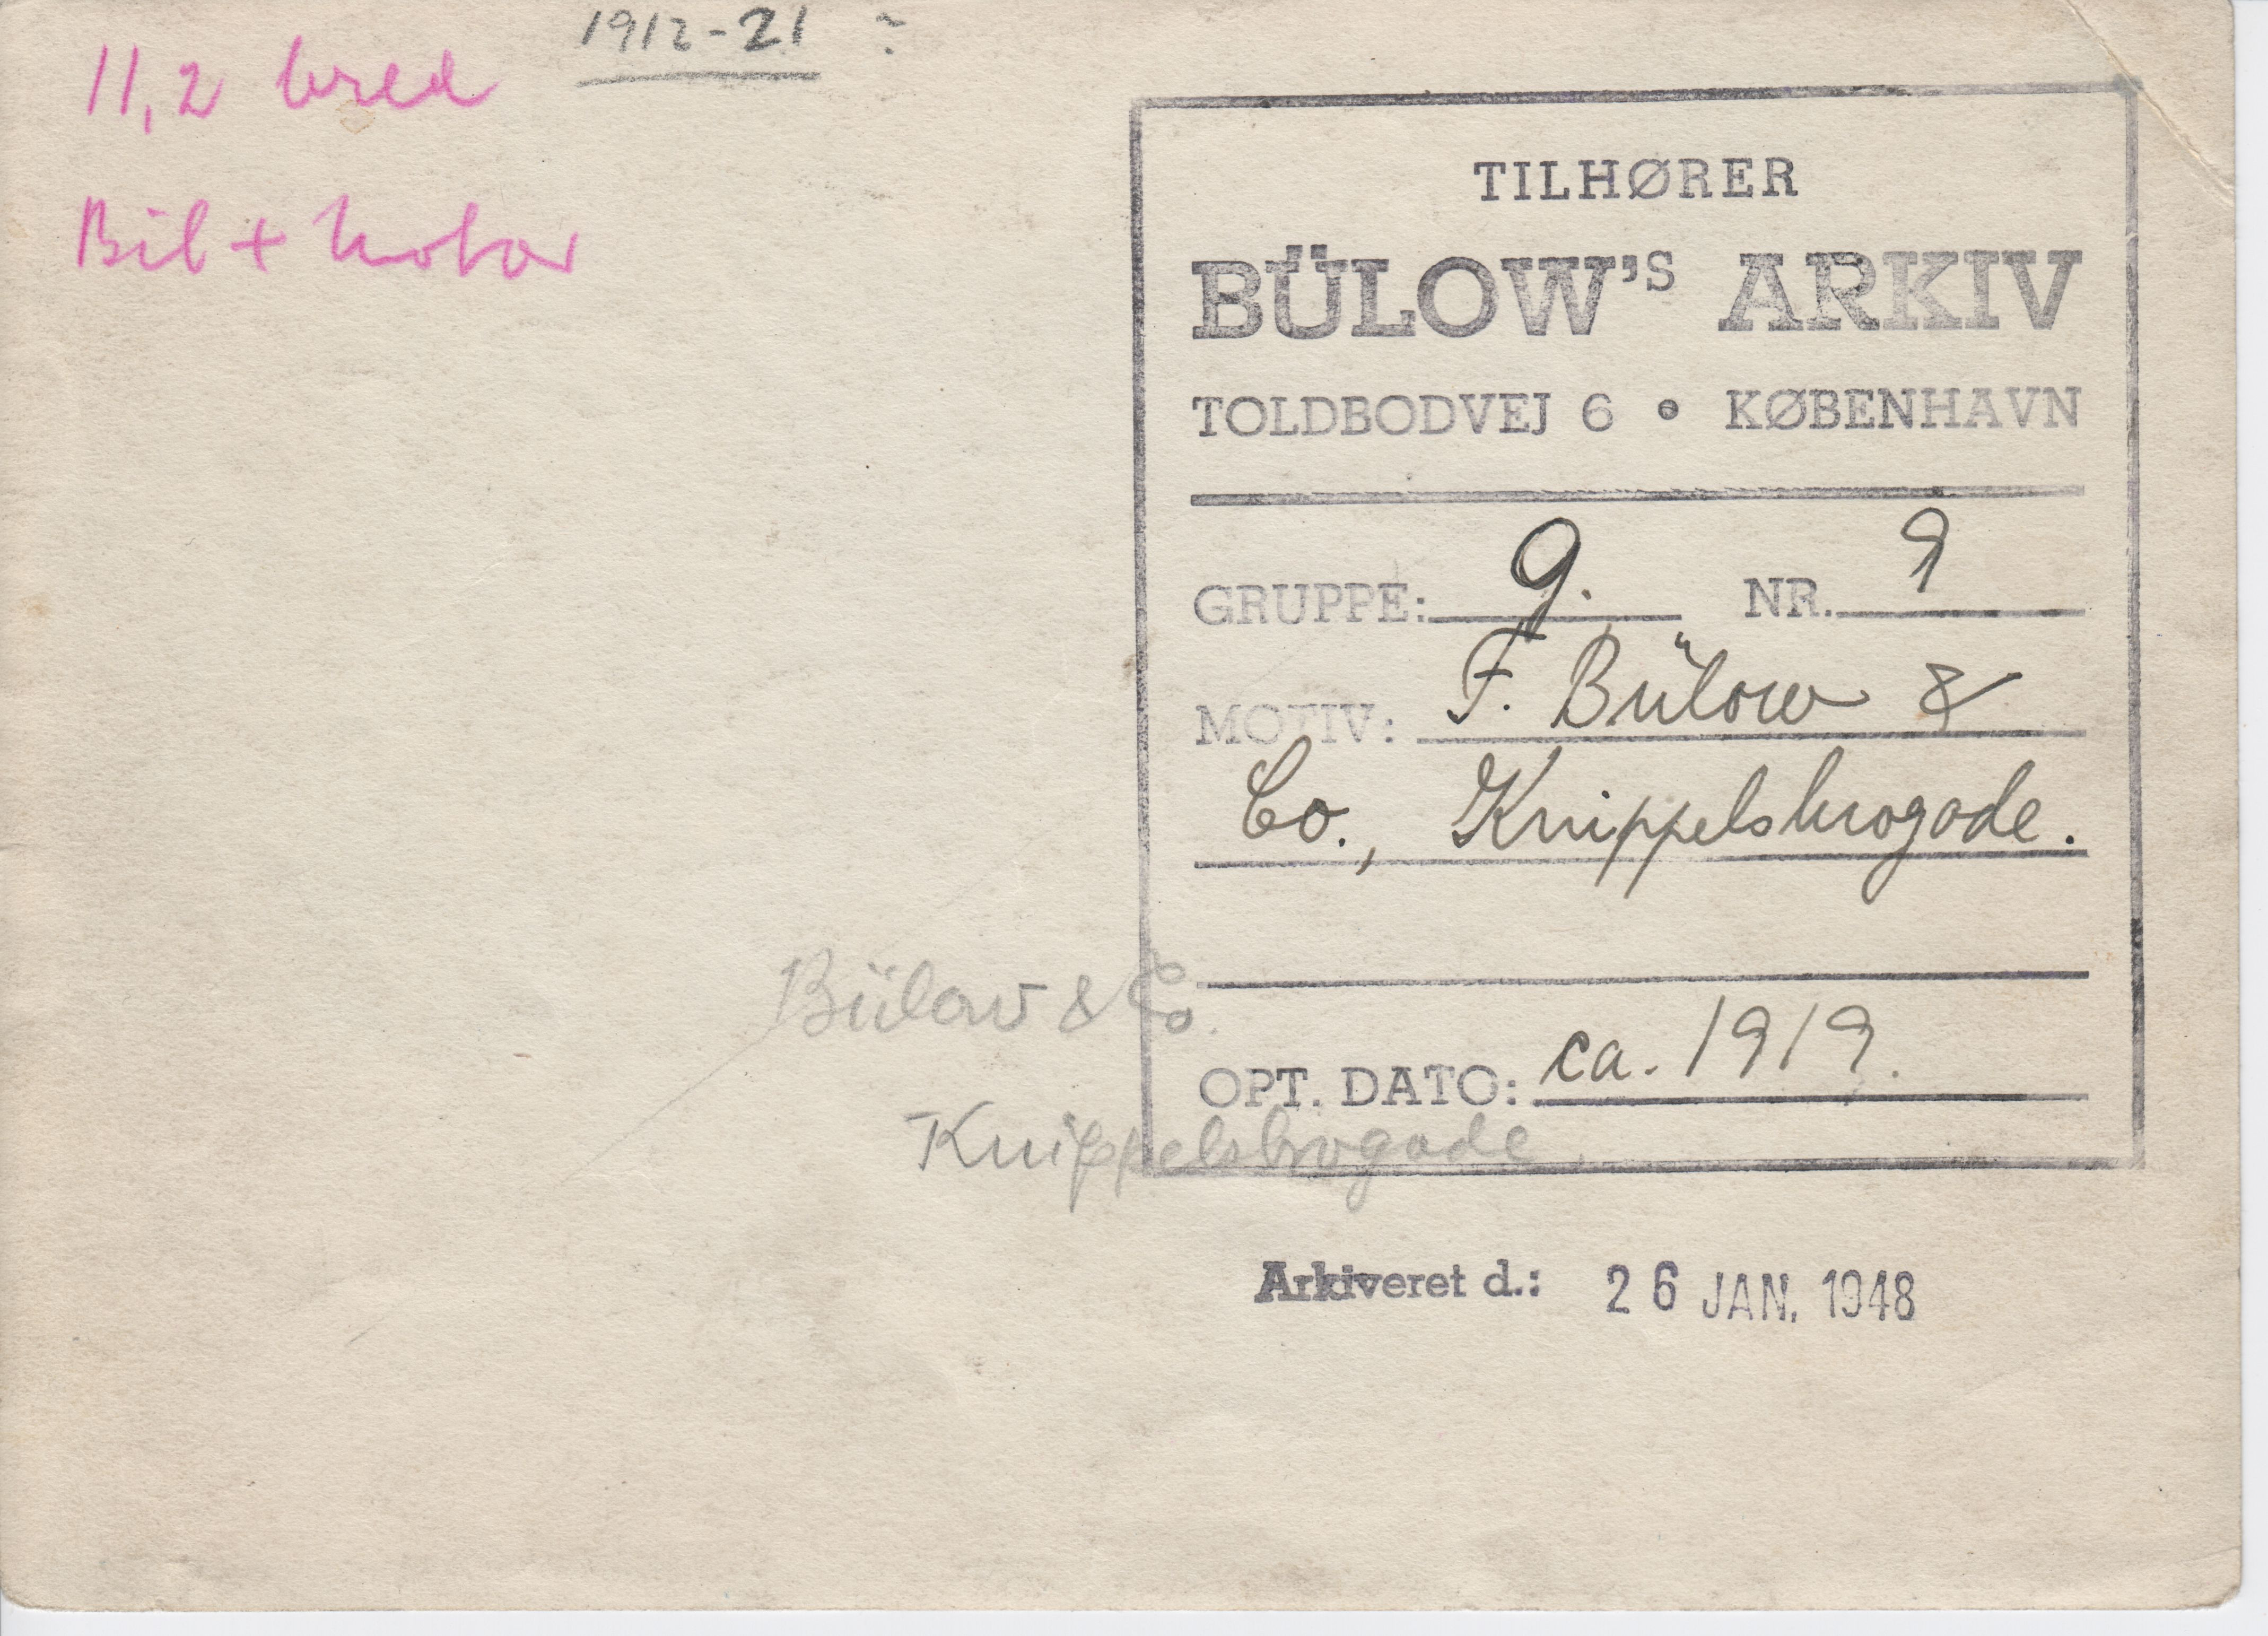 1912-21 ?
11,2 bred
Bil + Motor
TILHØRER
BÜLOW'S ARKIV
TOLDBODVEJ 6 • KØBENHAVN
GRUPPE: 9. NR. 9
MOTIV: F. Bülow &
Co., Knippelsbrogade.
Bülow & Co.
OPT. DATO: ca. 1919.
Knippelsbrogade.
Arkiveret d.: 26 JAN. 1948